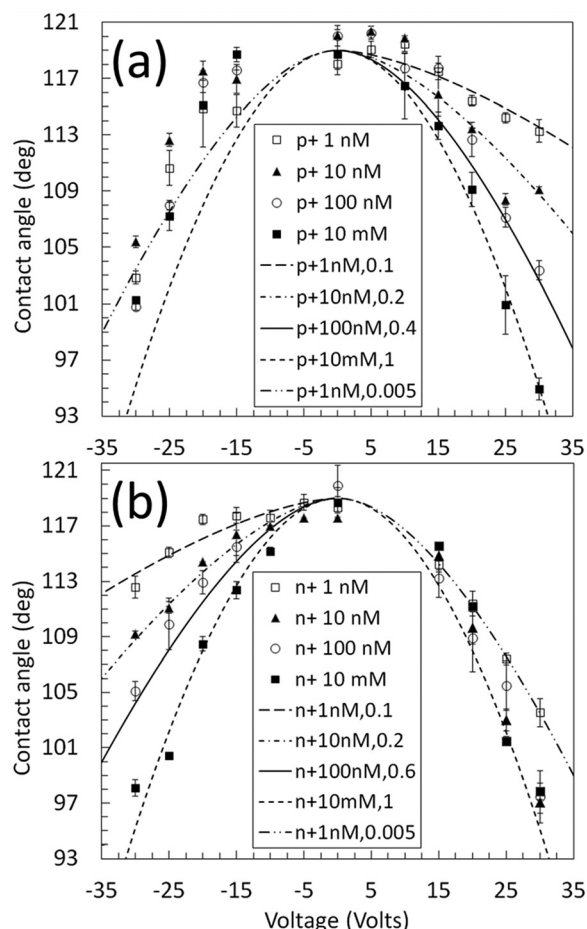 (a)
Contact angle (deg)
121
117
113
109
105
101
97
93
p+ 1 nM
p+ 10 nM
p+ 100 nM
p+ 10 mM
p+1nM,0.1
p+10nM,0.2
p+100nM,0.4
p+10mM,1
p+1nM,0.005
-35 -25 -15 -5 5 15 25 35
(b)
Contact angle (deg)
121
117
113
109
105
101
97
93
n+ 1 nM
n+ 10 nM
n+ 100 nM
n+ 10 mM
n+1nM,0.1
n+10nM,0.2
n+100nM,0.6
n+10mM,1
n+1nM,0.005
-35 -25 -15 -5 5 15 25 35
Voltage (Volts)